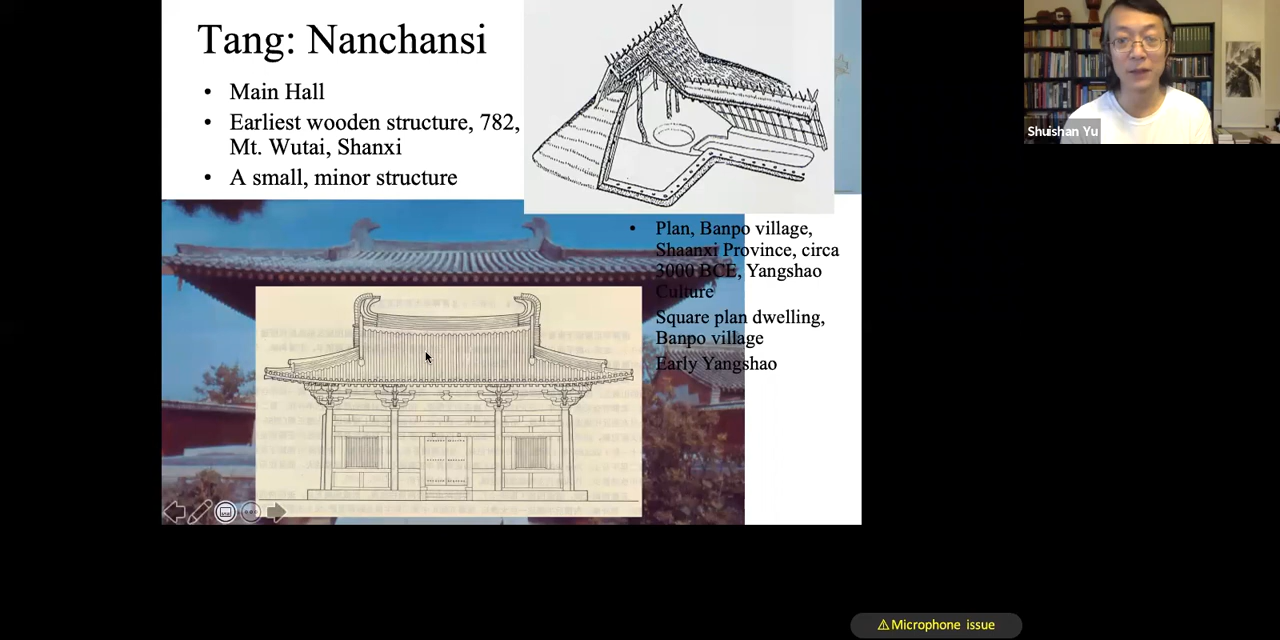 Tang: Nanchansi
• Main Hall
• Earliest wooden structure, 782,
Mt. Wutai, Shanxi
• A small, minor structure
• Plan, Banpo village,
Shaanxi Province, circa
3000 BCE, Yangshao
Culture
Square plan dwelling,
Banpo village
Early Yangshao
Shuishan Yu
⚠Microphone issue